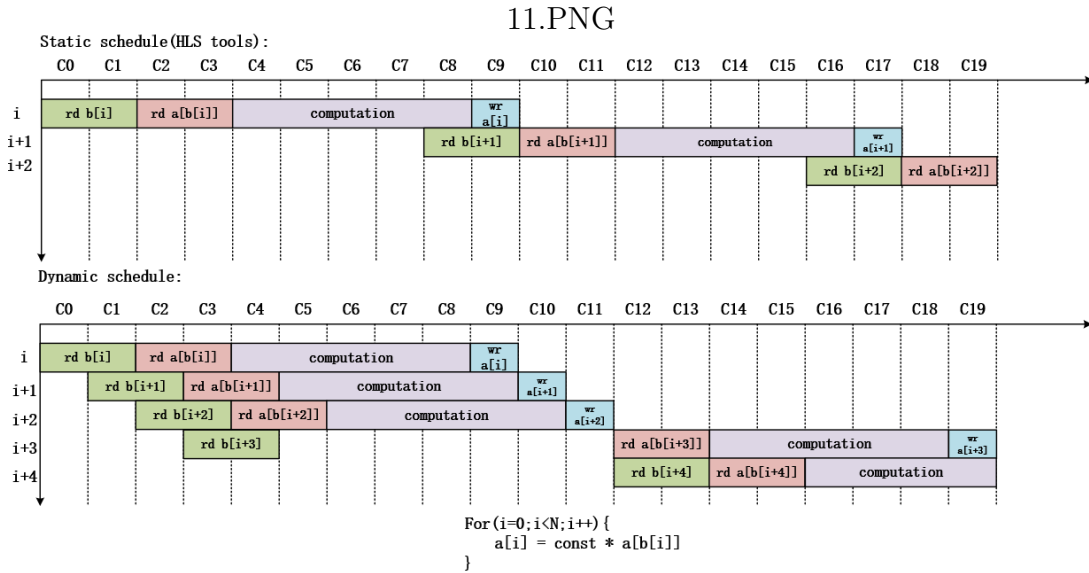 11.PNG
Static schedule(HLS tools):
C0 C1 C2 C3 C4 C5 C6 C7 C8 C9 C10 C11 C12 C13 C14 C15 C16 C17 C18 C19
i rd b[i] rd a[b[i]] computation wr a[i]
i+1 rd b[i+1] rd a[b[i+1]] computation wr a[i+1]
i+2 rd b[i+2] rd a[b[i+2]]
Dynamic schedule:
C0 C1 C2 C3 C4 C5 C6 C7 C8 C9 C10 C11 C12 C13 C14 C15 C16 C17 C18 C19
i rd b[i] rd a[b[i]] computation wr a[i]
i+1 rd b[i+1] rd a[b[i+1]] computation wr a[i+1]
i+2 rd b[i+2] rd a[b[i+2]] computation wr a[i+2]
i+3 rd b[i+3] rd a[b[i+3]] computation wr a[i+3]
i+4 rd b[i+4] rd a[b[i+4]] computation
For(i=0;i<N;i++){
a[i] = const * a[b[i]]
}